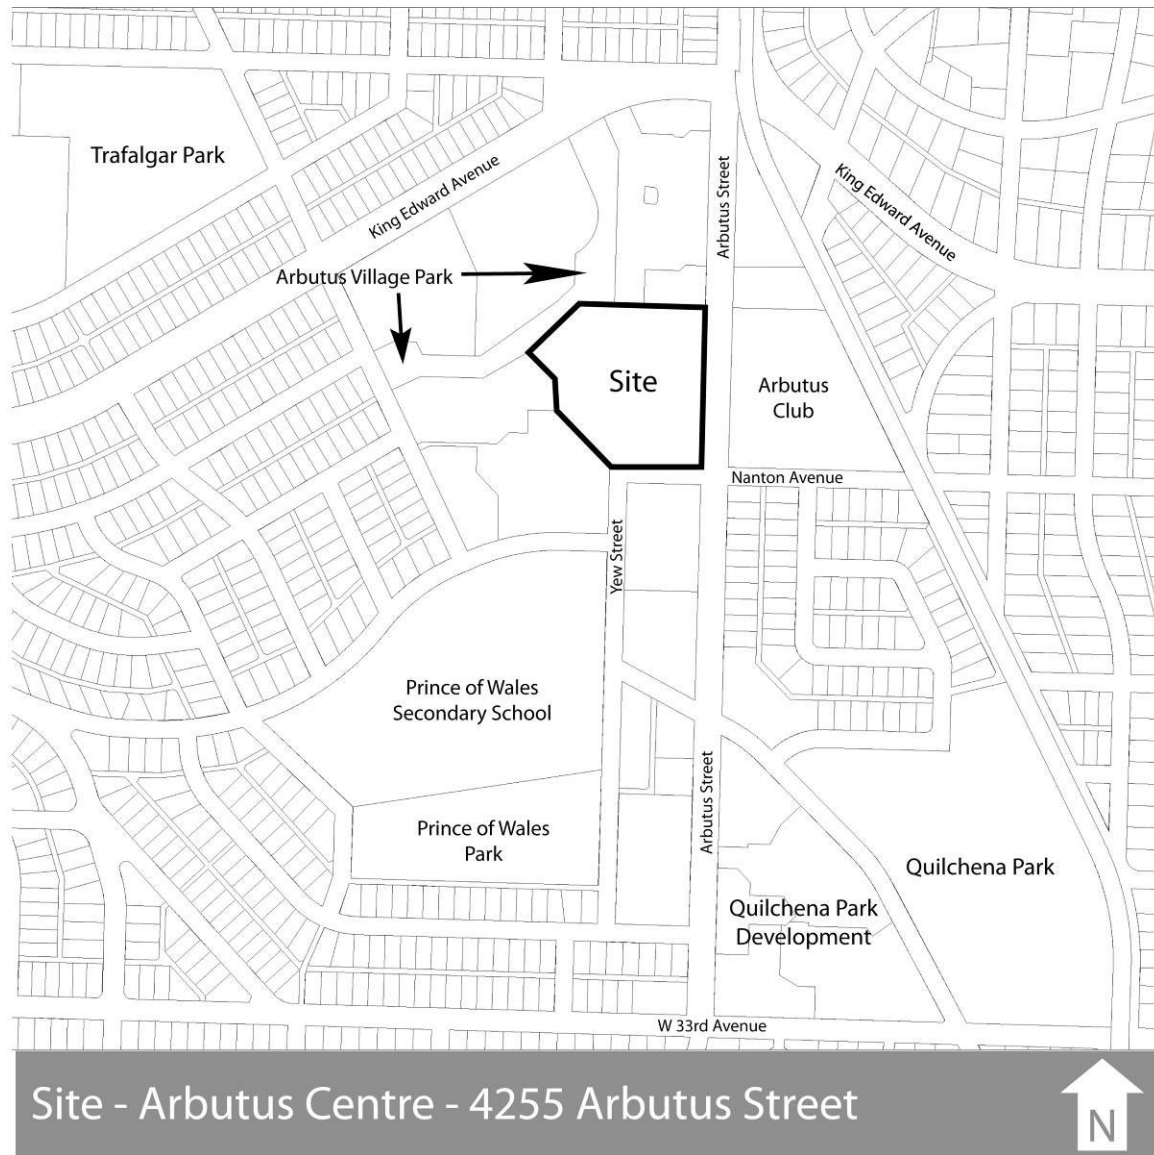 Trafalgar Park
King Edward Avenue
Arbutus Street
King Edward Avenue
Arbutus Village Park
Site
Arbutus
Club
Nanton Avenue
Yew Street
Prince of Wales
Secondary School
Arbutus Street
Prince of Wales
Park
Quilchena Park
Quilchena Park
Development
W 33rd Avenue
Site - Arbutus Centre - 4255 Arbutus Street
N